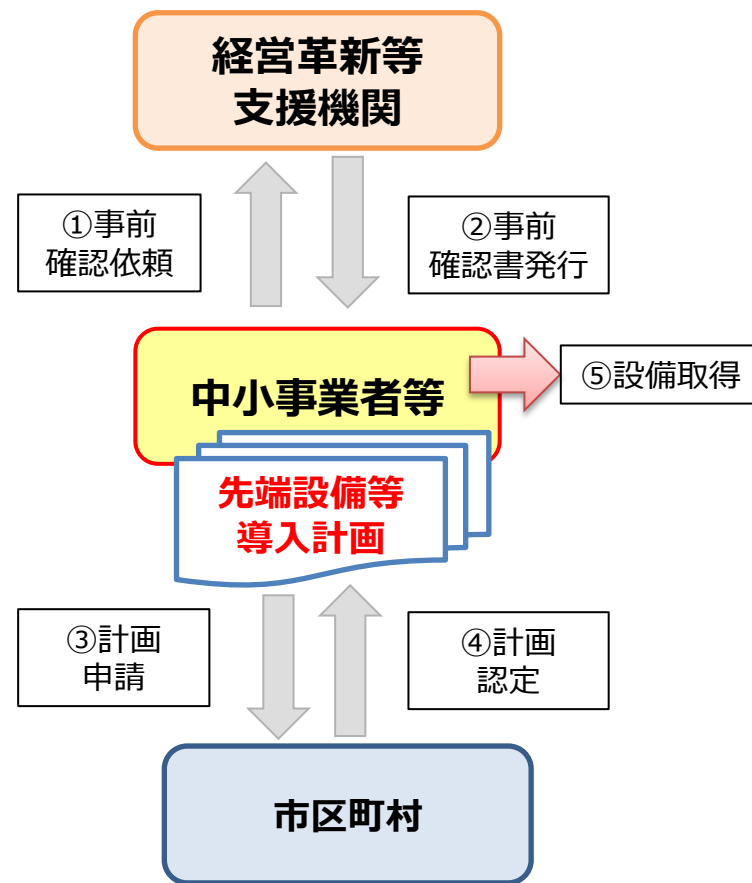 経営革新等
支援機関
①事前
確認依頼
②事前
確認書発行
中小事業者等
⑤設備取得
先端設備等
導入計画
③計画
申請
④計画
認定
市区町村